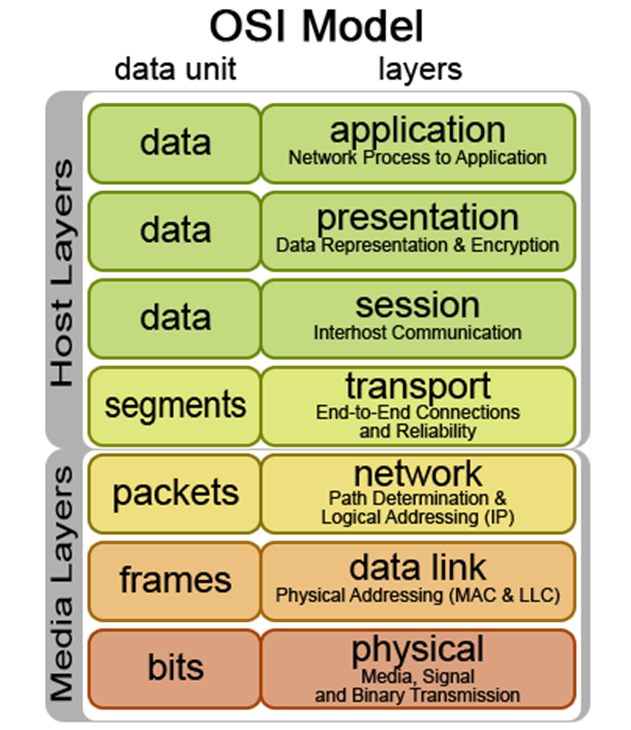 OSI Model
data unit layers
Host Layers
data
application
Network Process to Application
data
presentation
Data Representation & Encryption
data
session
Interhost Communication
segments
transport
End-to-End Connections
and Reliability
Media Layers
packets
network
Path Determination &
Logical Addressing (IP)
frames
data link
Physical Addressing (MAC & LLC)
bits
physical
Media, Signal
and Binary Transmission